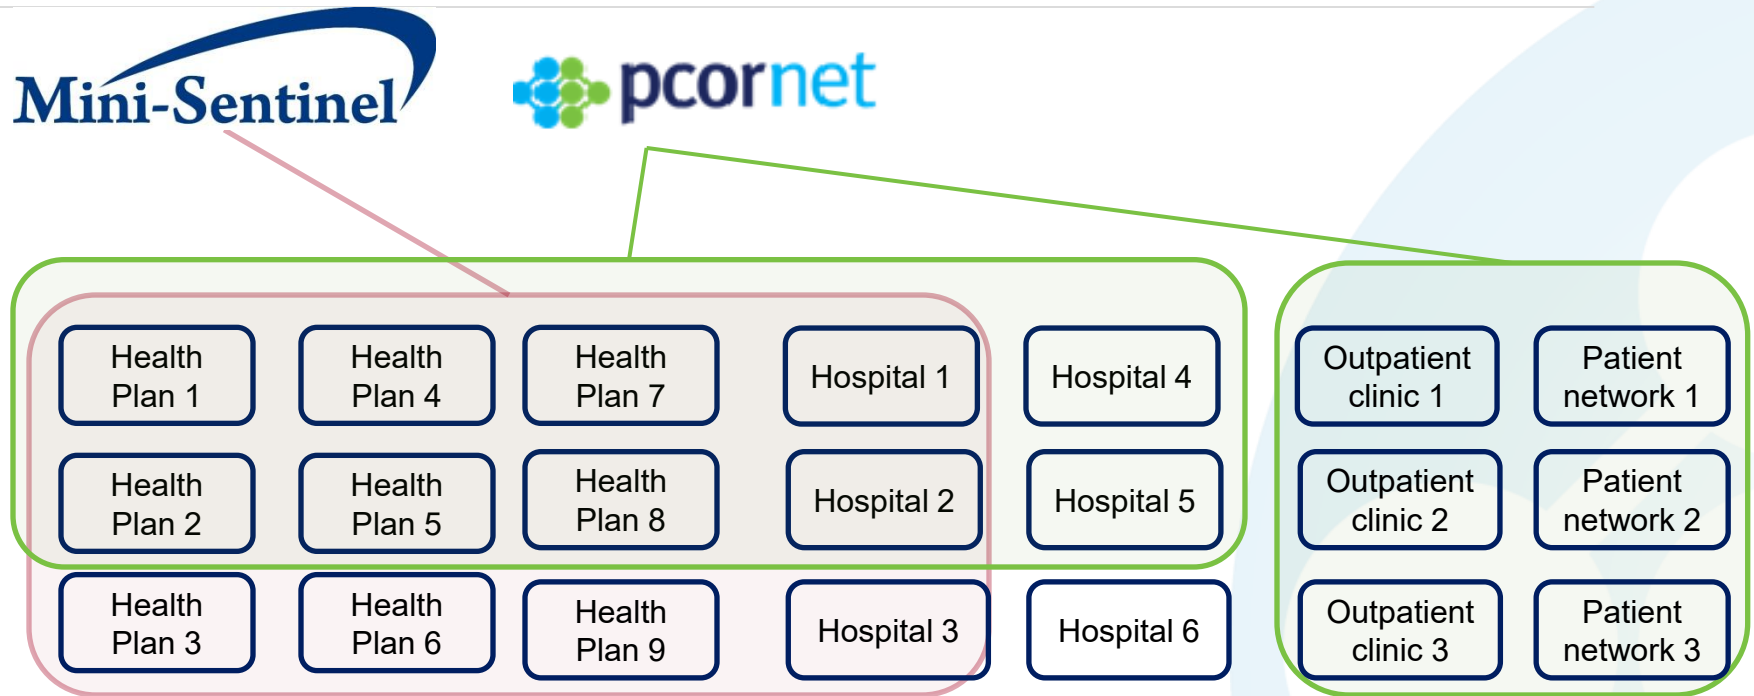 Mini-Sentinel
pcornet
Health
Plan 1
Health
Plan 4
Health
Plan 7
Hospital 1
Hospital 4
Outpatient
clinic 1
Patient
network 1
Health
Plan 2
Health
Plan 5
Health
Plan 8
Hospital 2
Hospital 5
Outpatient
clinic 2
Patient
network 2
Health
Plan 3
Health
Plan 6
Health
Plan 9
Hospital 3
Hospital 6
Outpatient
clinic 3
Patient
network 3